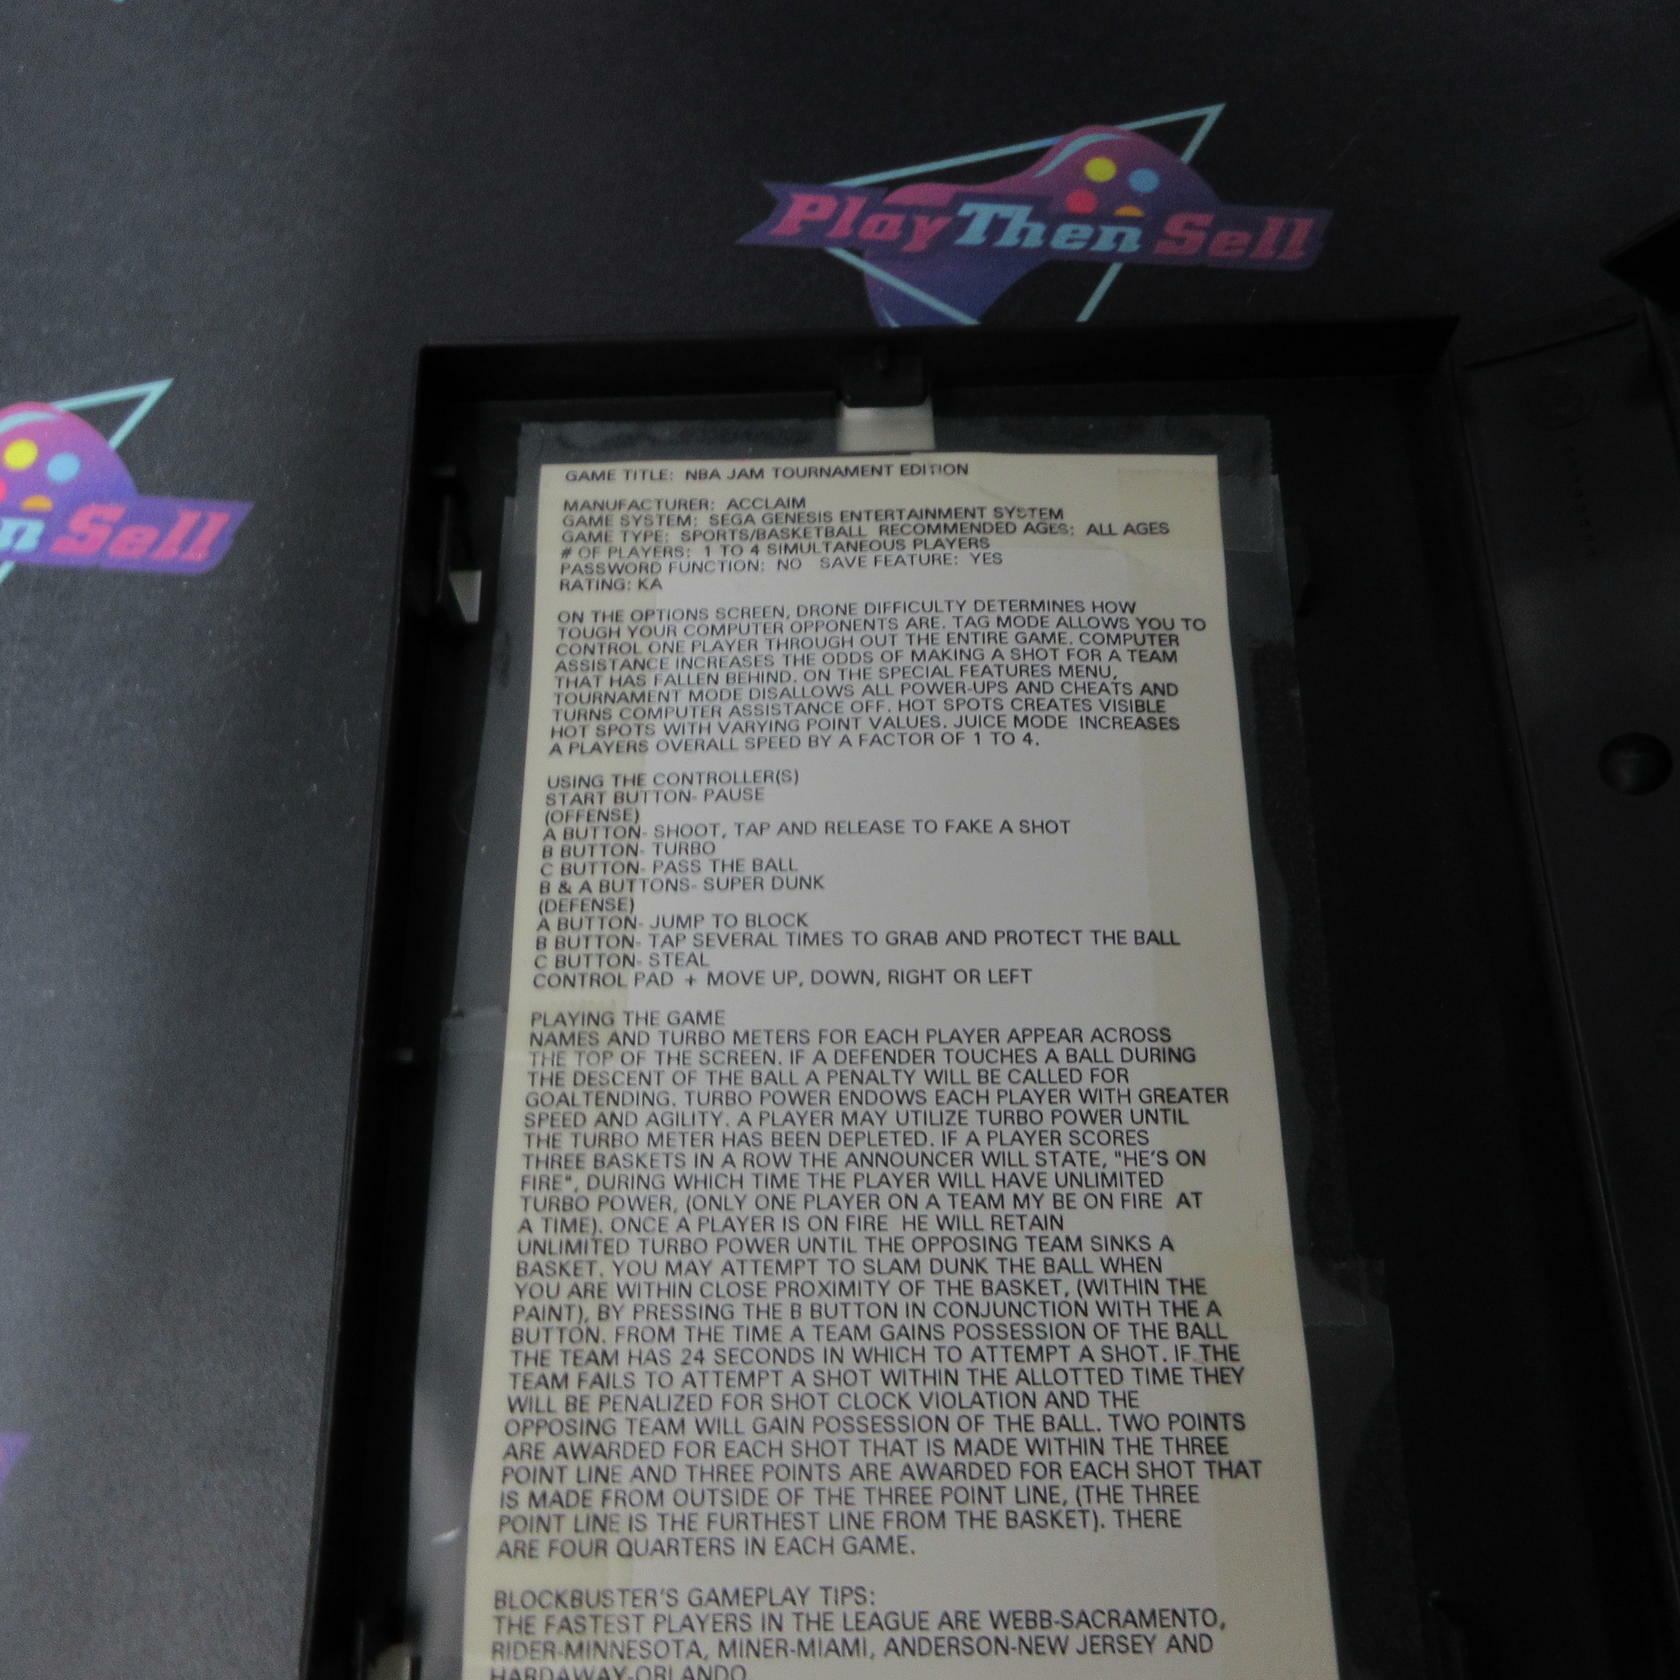 PlayThenSell
en Sell
GAME TITLE: NBA JAM TOURNAMENT EDITION
MANUFACTURER: ACCLAIM
GAME SYSTEM: SEGA GENESIS ENTERTAINMENT SYSTEM
GAME TYPE: SPORTS/BASKETBALL RECOMMENDED AGES: ALL AGES
# OF PLAYERS: 1 TO 4 SIMULTANEOUS PLAYERS
PASSWORD FUNCTION: NO SAVE FEATURE: YES
RATING: KA
ON THE OPTIONS SCREEN, DRONE DIFFICULTY DETERMINES HOW
TOUGH YOUR COMPUTER OPPONENTS ARE. TAG MODE ALLOWS YOU TO
CONTROL ONE PLAYER THROUGH OUT THE ENTIRE GAME. COMPUTER
ASSISTANCE INCREASES THE ODDS OF MAKING A SHOT FOR A TEAM
THAT HAS FALLEN BEHIND. ON THE SPECIAL FEATURES MENU,
TOURNAMENT MODE DISALLOWS ALL POWER-UPS AND CHEATS AND
TURNS COMPUTER ASSISTANCE OFF. HOT SPOTS CREATES VISIBLE
HOT SPOTS WITH VARYING POINT VALUES. JUICE MODE INCREASES
A PLAYERS OVERALL SPEED BY A FACTOR OF 1 TO 4.
USING THE CONTROLLER(S)
START BUTTON- PAUSE
(OFFENSE)
A BUTTON- SHOOT, TAP AND RELEASE TO FAKE A SHOT
B BUTTON- TURBO
C BUTTON- PASS THE BALL
B & A BUTTONS- SUPER DUNK
(DEFENSE)
A BUTTON- JUMP TO BLOCK
B BUTTON- TAP SEVERAL TIMES TO GRAB AND PROTECT THE BALL
C BUTTON- STEAL
CONTROL PAD + MOVE UP, DOWN, RIGHT OR LEFT
PLAYING THE GAME
NAMES AND TURBO METERS FOR EACH PLAYER APPEAR ACROSS
THE TOP OF THE SCREEN. IF A DEFENDER TOUCHES A BALL DURING
THE DESCENT OF THE BALL A PENALTY WILL BE CALLED FOR
GOALTENDING. TURBO POWER ENDOWS EACH PLAYER WITH GREATER
SPEED AND AGILITY. A PLAYER MAY UTILIZE TURBO POWER UNTIL
THE TURBO METER HAS BEEN DEPLETED. IF A PLAYER SCORES
THREE BASKETS IN A ROW THE ANNOUNCER WILL STATE, "HE'S ON
FIRE", DURING WHICH TIME THE PLAYER WILL HAVE UNLIMITED
TURBO POWER, (ONLY ONE PLAYER ON A TEAM MY BE ON FIRE AT
A TIME). ONCE A PLAYER IS ON FIRE HE WILL RETAIN
UNLIMITED TURBO POWER UNTIL THE OPPOSING TEAM SINKS A
BASKET. YOU MAY ATTEMPT TO SLAM DUNK THE BALL WHEN
YOU ARE WITHIN CLOSE PROXIMITY OF THE BASKET, (WITHIN THE
PAINT), BY PRESSING THE B BUTTON IN CONJUNCTION WITH THE A
BUTTON. FROM THE TIME A TEAM GAINS POSSESSION OF THE BALL
THE TEAM HAS 24 SECONDS IN WHICH TO ATTEMPT A SHOT. IF THE
TEAM FAILS TO ATTEMPT A SHOT WITHIN THE ALLOTTED TIME THEY
WILL BE PENALIZED FOR SHOT CLOCK VIOLATION AND THE
OPPOSING TEAM WILL GAIN POSSESSION OF THE BALL. TWO POINTS
ARE AWARDED FOR EACH SHOT THAT IS MADE WITHIN THE THREE
POINT LINE AND THREE POINTS ARE AWARDED FOR EACH SHOT THAT
IS MADE FROM OUTSIDE OF THE THREE POINT LINE, (THE THREE
POINT LINE IS THE FURTHEST LINE FROM THE BASKET). THERE
ARE FOUR QUARTERS IN EACH GAME.
BLOCKBUSTER'S GAMEPLAY TIPS:
THE FASTEST PLAYERS IN THE LEAGUE ARE WEBB-SACRAMENTO,
RIDER-MINNESOTA, MINER-MIAMI, ANDERSON-NEW JERSEY AND
HARDAWAY-ORLANDO